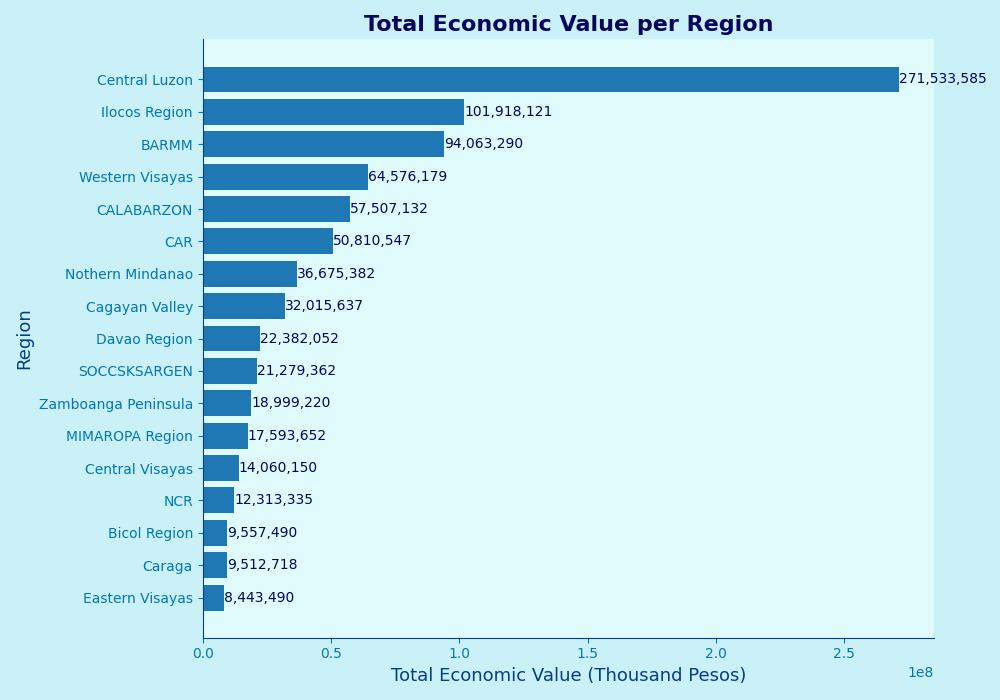 Total Economic Value per Region
Region
Central Luzon 271,533,585
Ilocos Region 101,918,121
BARMM 94,063,290
Western Visayas 64,576,179
CALABARZON 57,507,132
CAR 50,810,547
Nothern Mindanao 36,675,382
Cagayan Valley 32,015,637
Davao Region 22,382,052
SOCCSKSARGEN 21,279,362
Zamboanga Peninsula 18,999,220
MIMAROPA Region 17,593,652
Central Visayas 14,060,150
NCR 12,313,335
Bicol Region 9,557,490
Caraga 9,512,718
Eastern Visayas 8,443,490
0.0 0.5 1.0 1.5 2.0 2.5
1e8
Total Economic Value (Thousand Pesos)